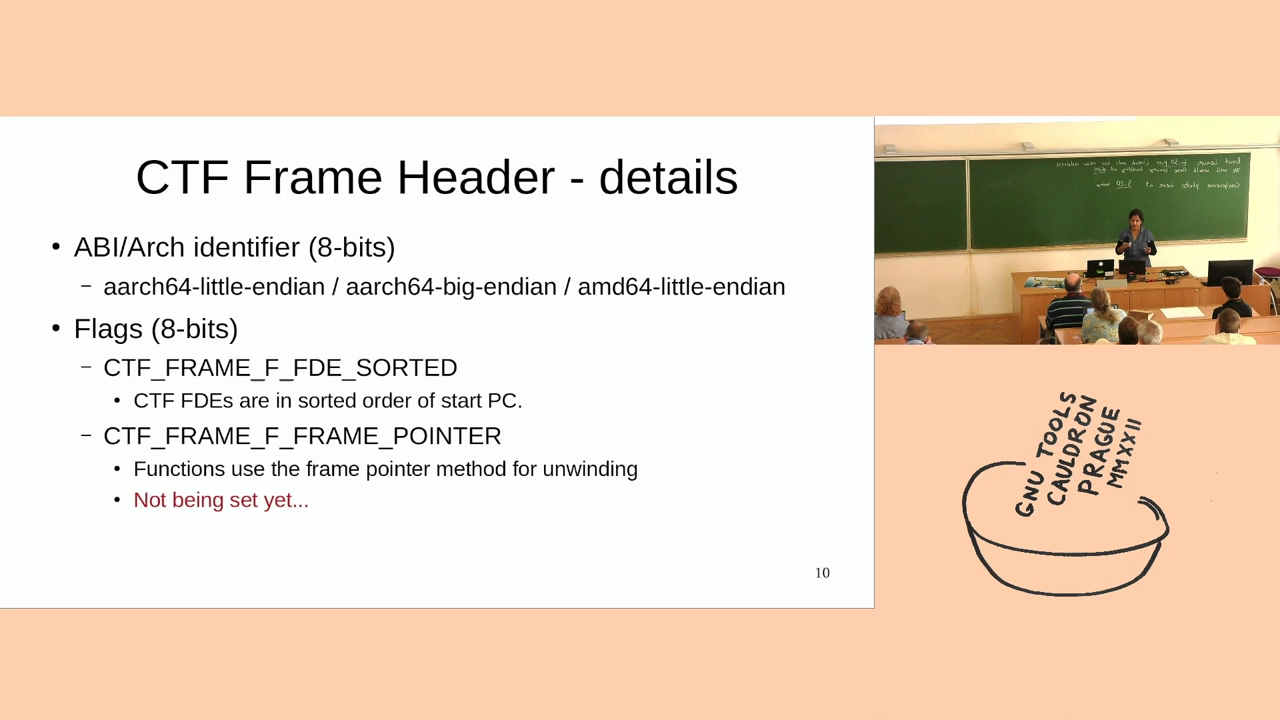 CTF Frame Header - details
• ABI/Arch identifier (8-bits)
– aarch64-little-endian / aarch64-big-endian / amd64-little-endian
• Flags (8-bits)
– CTF_FRAME_F_FDE_SORTED
• CTF FDEs are in sorted order of start PC.
– CTF_FRAME_F_FRAME_POINTER
• Functions use the frame pointer method for unwinding
• Not being set yet...
10
GNU TOOLS
CAULDRON
PRAGUE
MMXXII